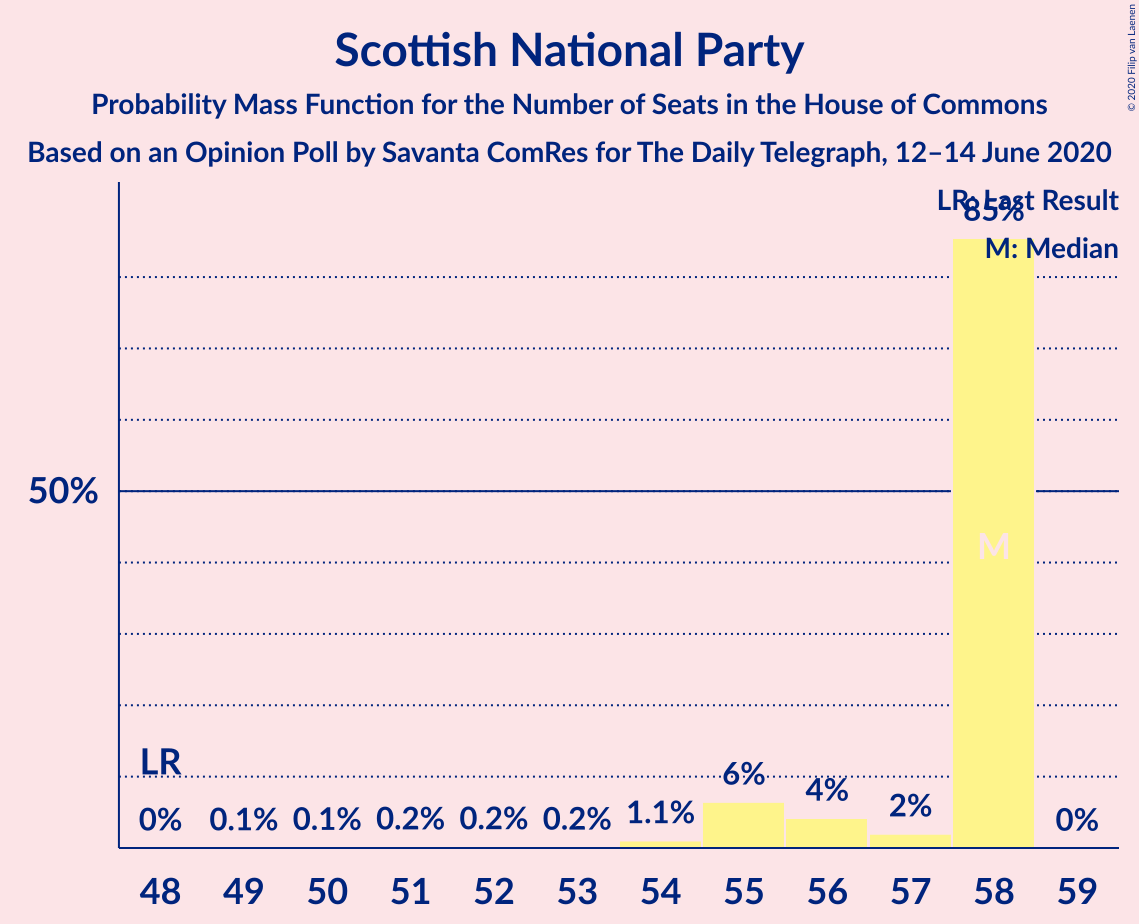 Scottish National Party
Probability Mass Function for the Number of Seats in the House of Commons
Based on an Opinion Poll by Savanta ComRes for The Daily Telegraph, 12–14 June 2020
© 2020 Filip van Laenen
LR: Last Result
85%
M: Median
50%
M
LR
0% 0.1% 0.1% 0.2% 0.2% 0.2% 1.1% 6% 4% 2% 0%
48 49 50 51 52 53 54 55 56 57 58 59